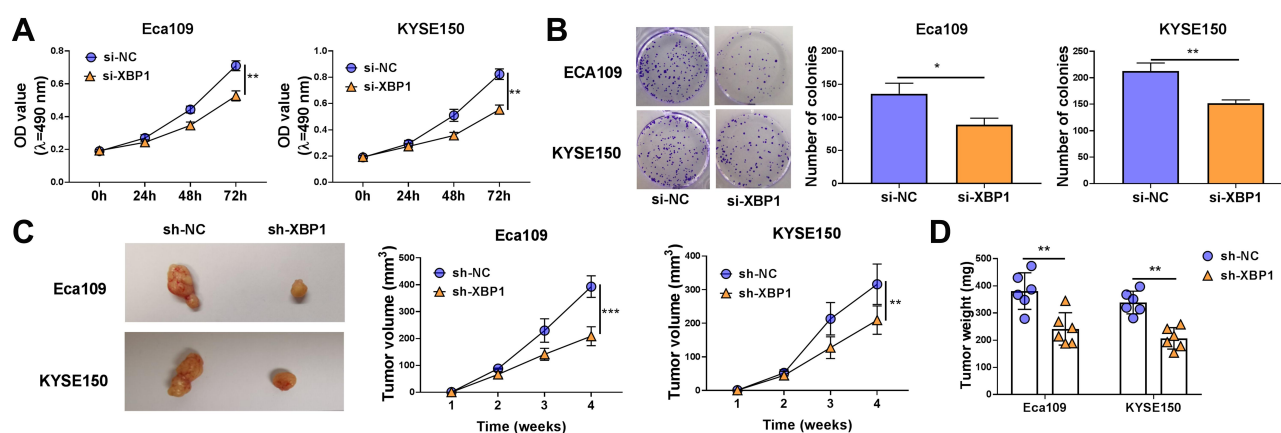 A
Eca109
OD value
(λ=490 nm)
0.8
0.6
0.4
0.2
0.0
si-NC
si-XBP1
**
0h 24h 48h 72h
KYSE150
OD value
(λ=490 nm)
1.0
0.8
0.6
0.4
0.2
0.0
si-NC
si-XBP1
**
0h 24h 48h 72h
B
ECA109
KYSE150
si-NC si-XBP1
Eca109
Number of colonies
200
150
100
50
0
*
si-NC si-XBP1
KYSE150
Number of colonies
250
200
150
100
50
0
**
si-NC si-XBP1
C
sh-NC sh-XBP1
Eca109
KYSE150
Eca109
Tumor volume (mm³)
500
400
300
200
100
0
sh-NC
sh-XBP1
***
1 2 3 4
Time (weeks)
KYSE150
Tumor volume (mm³)
400
300
200
100
0
sh-NC
sh-XBP1
**
1 2 3 4
Time (weeks)
D
Tumor weight (mg)
500
400
300
200
100
0
** **
sh-NC
sh-XBP1
Eca109 KYSE150